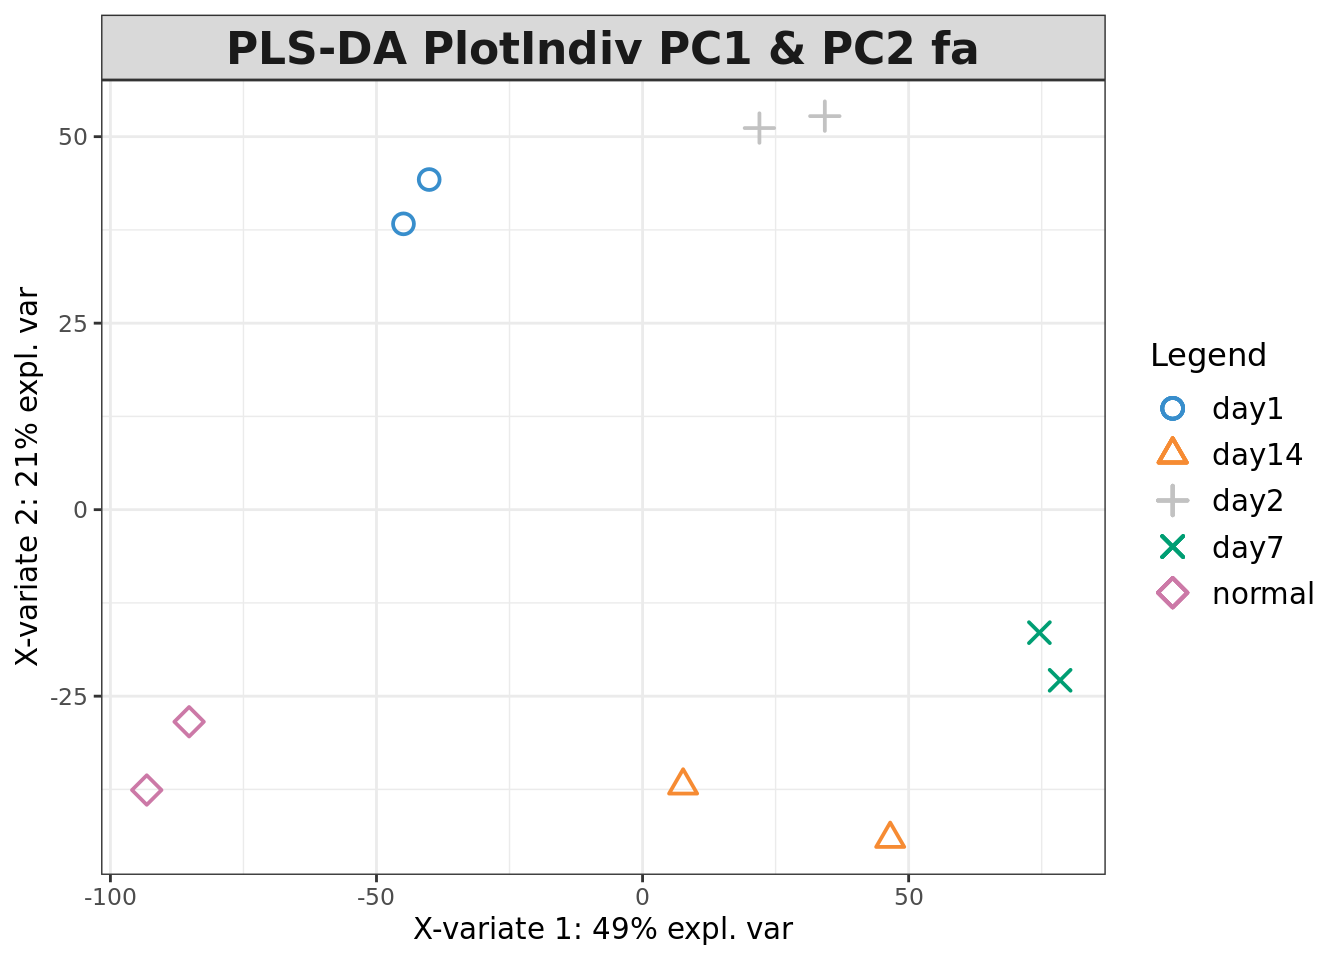 PLS-DA PlotIndiv PC1 & PC2 fa
50
25
0
-25
-100
-50
0
50
X-variate 1: 49% expl. var
X-variate 2: 21% expl. var
Legend
day1
day14
day2
day7
normal